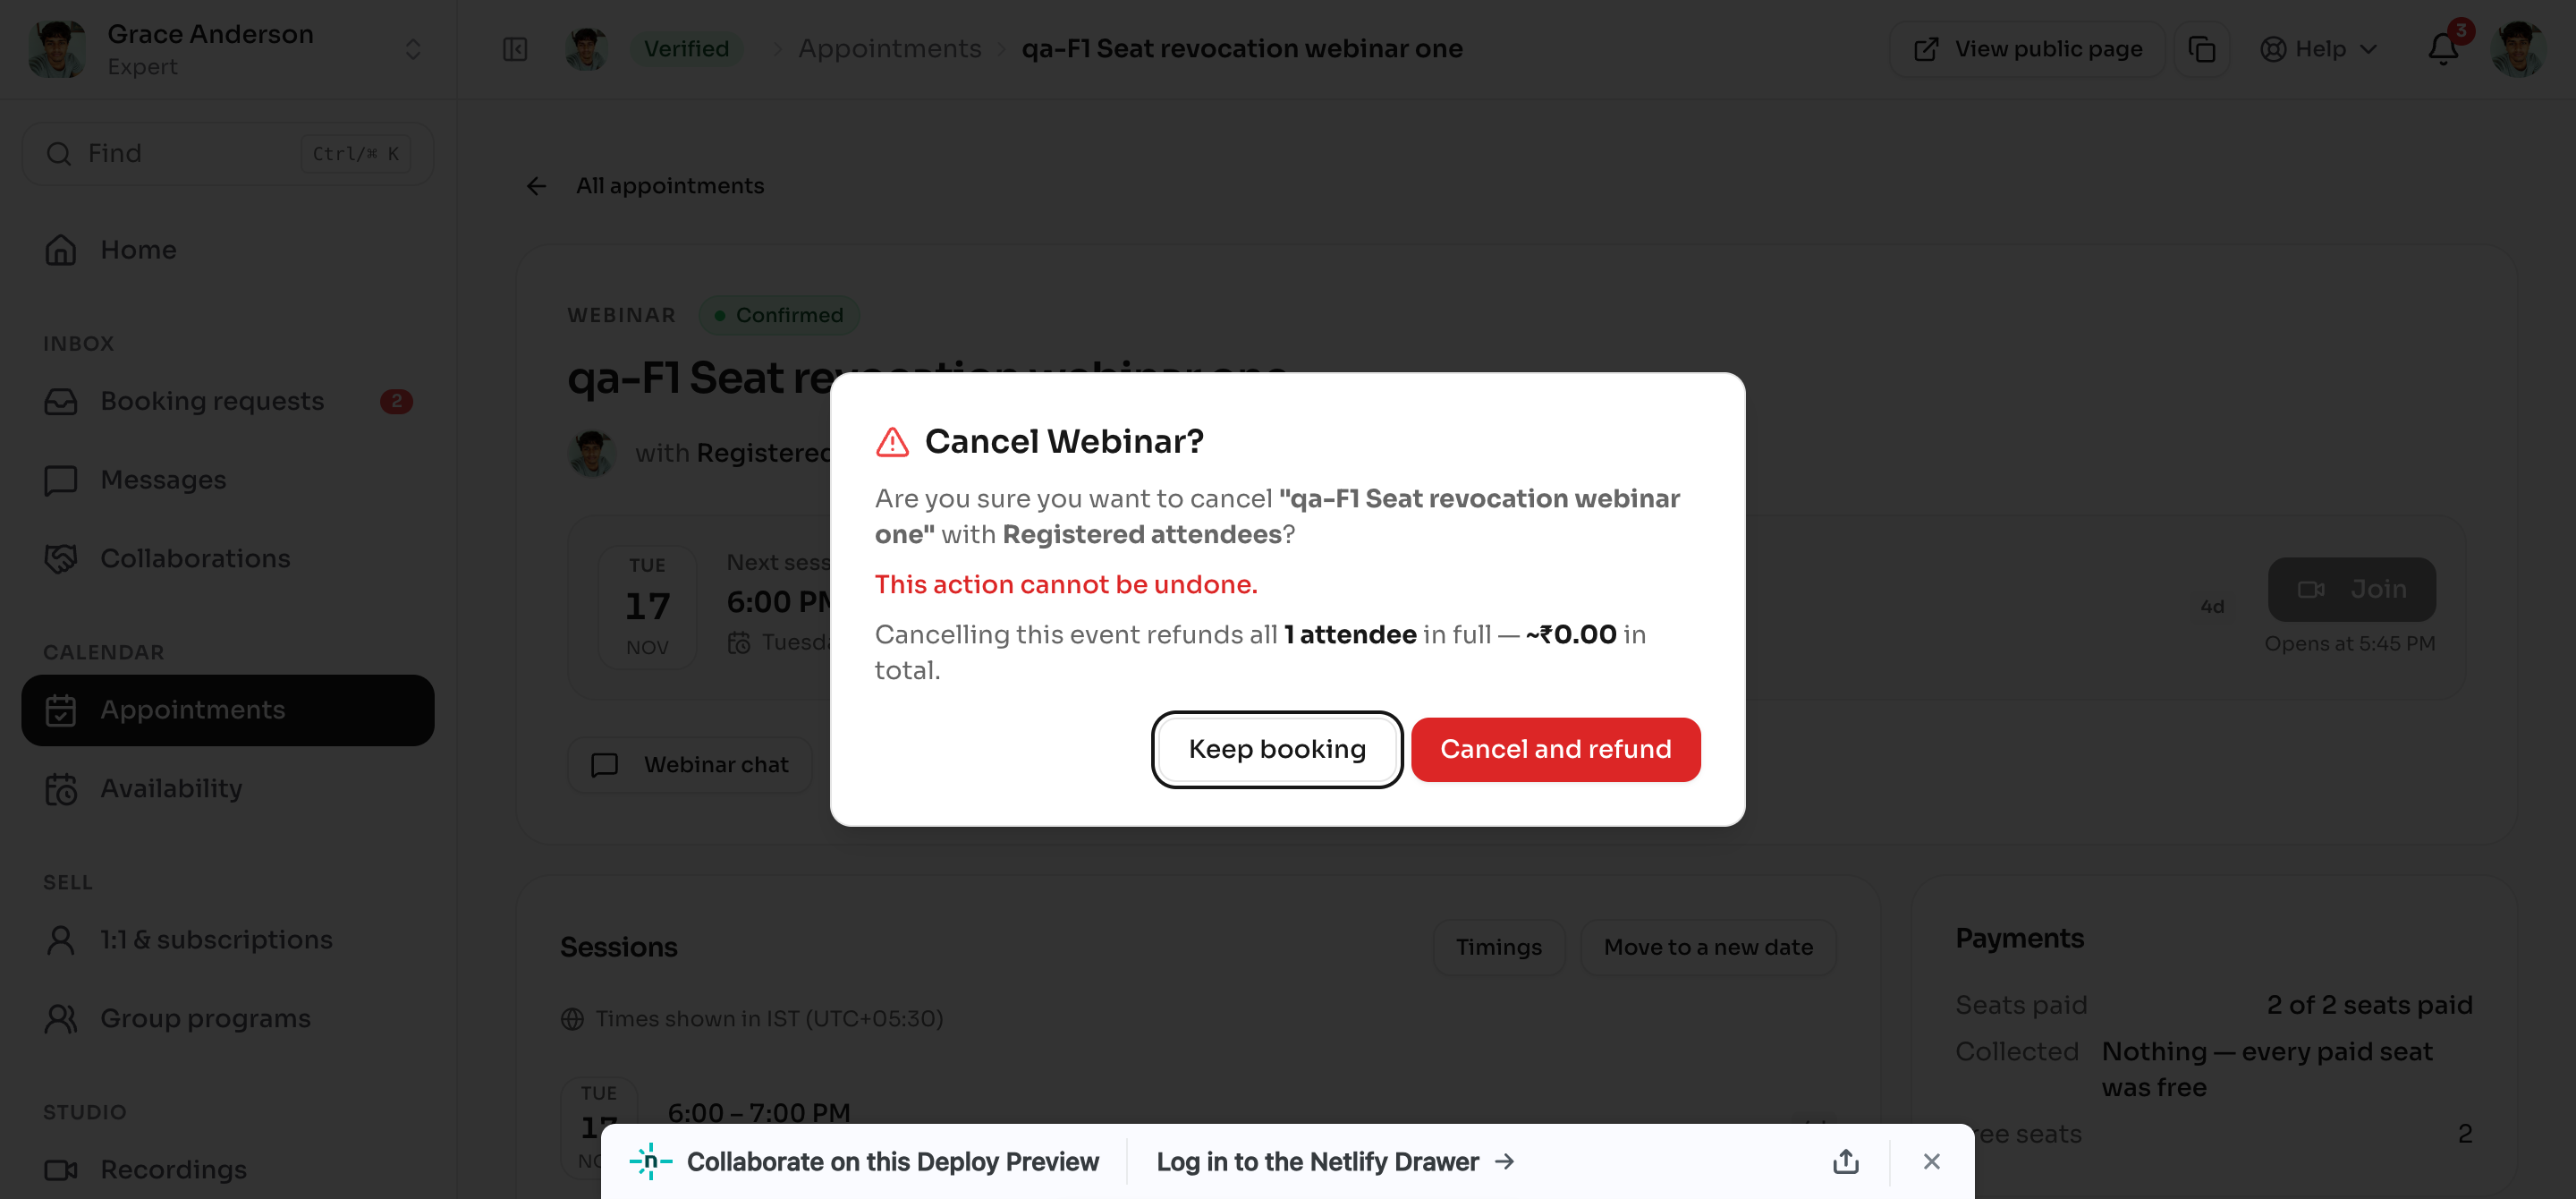 Grace Anderson
Expert
Verified
Appointments
qa-F1 Seat revocation webinar one
View public page
Help
3
Find
Ctrl/⌘ K
All appointments
Home
INBOX
Booking requests
2
Messages
Collaborations
CALENDAR
Appointments
Availability
SELL
1:1 & subscriptions
Group programs
STUDIO
Recordings
WEBINAR
Confirmed
qa-F1 Seat revocation webinar one
with Registered
TUE
17
NOV
Next sess
6:00 PM
Tuesda
4d
Join
Opens at 5:45 PM
Webinar chat
Cancel Webinar?
Are you sure you want to cancel "qa-F1 Seat revocation webinar
one" with Registered attendees?
This action cannot be undone.
Cancelling this event refunds all 1 attendee in full — ~₹0.00 in
total.
Keep booking
Cancel and refund
Sessions
Timings
Move to a new date
Times shown in IST (UTC+05:30)
TUE
17
6:00 – 7:00 PM
Payments
Seats paid
2 of 2 seats paid
Collected
Nothing — every paid seat
was free
ree seats
2
Collaborate on this Deploy Preview
Log in to the Netlify Drawer →